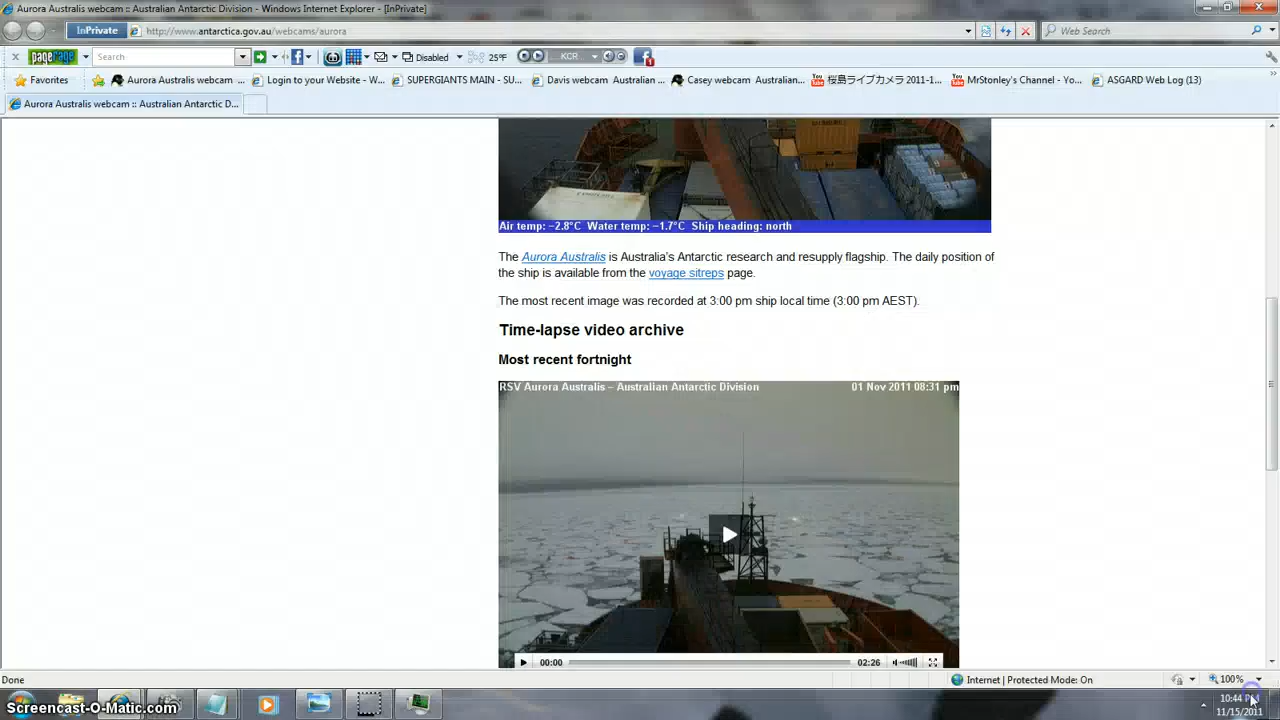 Aurora Australis webcam :: Australian Antarctic Division - Windows Internet Explorer - [InPrivate]
InPrivate http://www.antarctica.gov.au/webcams/aurora Web Search
Search Disabled 25°F KCR 1
Favorites Aurora Australis webcam ... Login to your Website - W... SUPERGIANTS MAIN - SU... Davis webcam Australian ... Casey webcam Australian... 桜島ライブカメラ 2011-1... MrStonley's Channel - Yo... ASGARD Web Log (13)
Aurora Australis webcam :: Australian Antarctic D...
Air temp: −2.8°C Water temp: −1.7°C Ship heading: north
The Aurora Australis is Australia's Antarctic research and resupply flagship. The daily position of
the ship is available from the voyage sitreps page.
The most recent image was recorded at 3:00 pm ship local time (3:00 pm AEST).
Time-lapse video archive
Most recent fortnight
RSV Aurora Australis – Australian Antarctic Division 01 Nov 2011 08:31 pm
00:00 02:26
Done Internet | Protected Mode: On 100%
Screencast-O-Matic.com 10:44 PM
11/15/2011